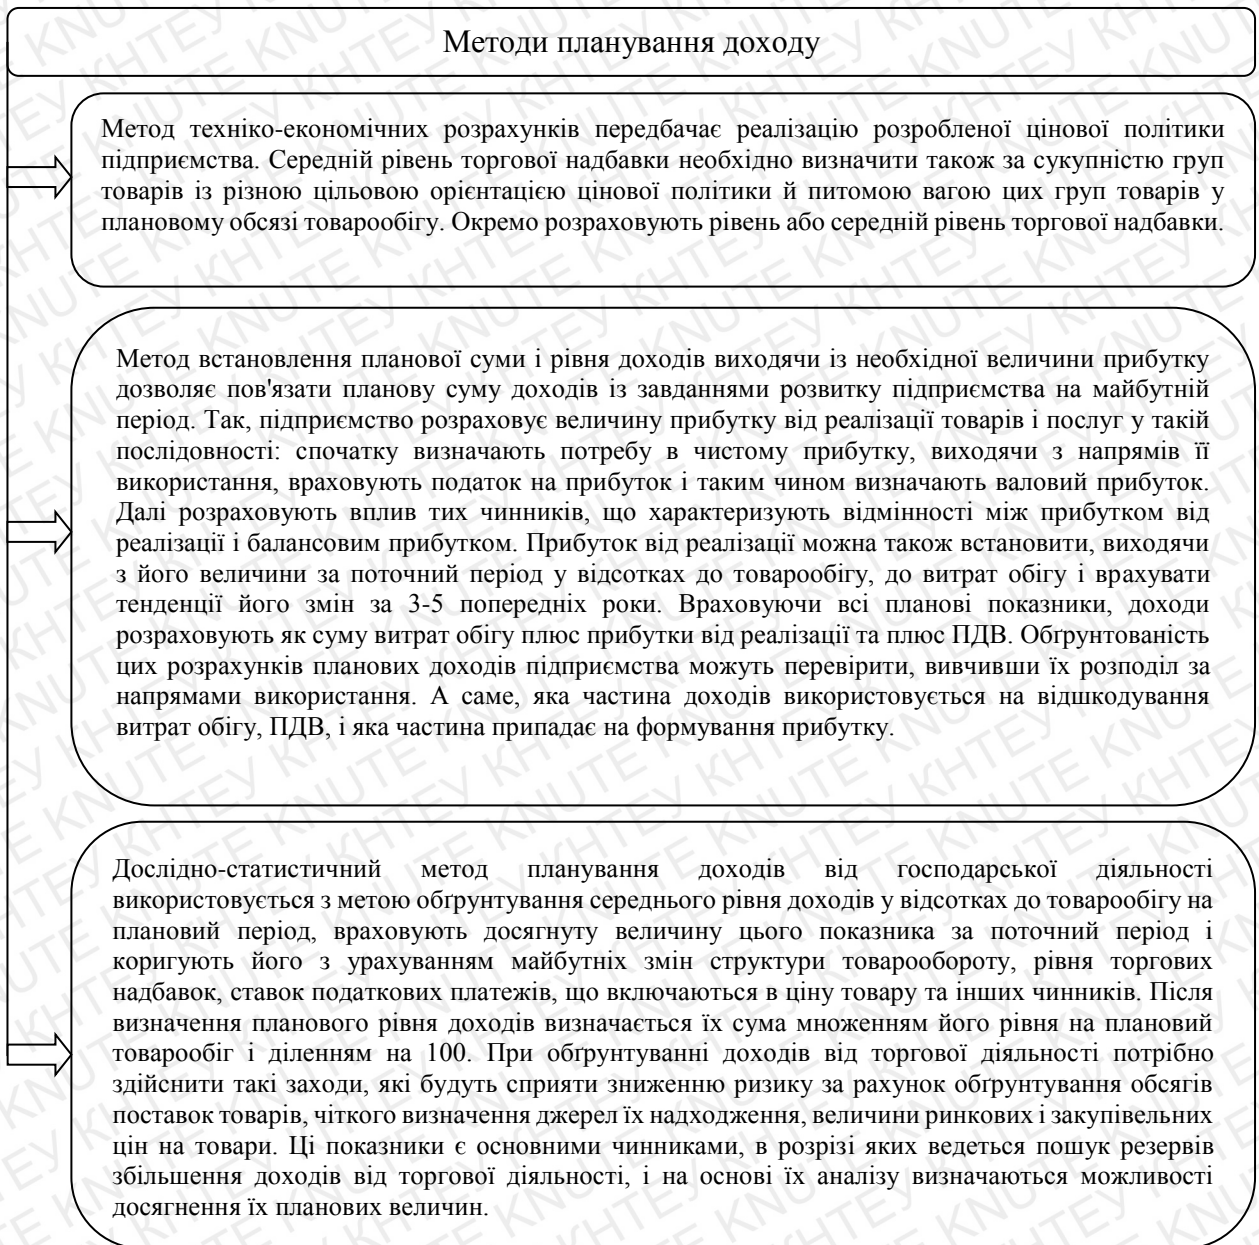 Методи планування доходу
Метод техніко-економічних розрахунків передбачає реалізацію розробленої цінової політики
підприємства. Середній рівень торгової надбавки необхідно визначити також за сукупністю груп
товарів із різною цільовою орієнтацією цінової політики й питомою вагою цих груп товарів у
плановому обсязі товарообігу. Окремо розраховують рівень або середній рівень торгової надбавки.
Метод встановлення планової суми і рівня доходів виходячи із необхідної величини прибутку
дозволяє пов'язати планову суму доходів із завданнями розвитку підприємства на майбутній
період. Так, підприємство розраховує величину прибутку від реалізації товарів і послуг у такій
послідовності: спочатку визначають потребу в чистому прибутку, виходячи з напрямів її
використання, враховують податок на прибуток і таким чином визначають валовий прибуток.
Далі розраховують вплив тих чинників, що характеризують відмінності між прибутком від
реалізації і балансовим прибутком. Прибуток від реалізації можна також встановити, виходячи
з його величини за поточний період у відсотках до товарообігу, до витрат обігу і врахувати
тенденції його змін за 3-5 попередніх роки. Враховуючи всі планові показники, доходи
розраховують як суму витрат обігу плюс прибутки від реалізації та плюс ПДВ. Обґрунтованість
цих розрахунків планових доходів підприємства можуть перевірити, вивчивши їх розподіл за
напрямами використання. А саме, яка частина доходів використовується на відшкодування
витрат обігу, ПДВ, і яка частина припадає на формування прибутку.
Дослідно-статистичний метод планування доходів від господарської діяльності
використовується з метою обґрунтування середнього рівня доходів у відсотках до товарообігу на
плановий період, враховують досягнуту величину цього показника за поточний період і
коригують його з урахуванням майбутніх змін структури товарообороту, рівня торгових
надбавок, ставок податкових платежів, що включаються в ціну товару та інших чинників. Після
визначення планового рівня доходів визначається їх сума множенням його рівня на плановий
товарообіг і діленням на 100. При обґрунтуванні доходів від торгової діяльності потрібно
здійснити такі заходи, які будуть сприяти зниженню ризику за рахунок обґрунтування обсягів
поставок товарів, чіткого визначення джерел їх надходження, величини ринкових і закупівельних
цін на товари. Ці показники є основними чинниками, в розрізі яких ведеться пошук резервів
збільшення доходів від торгової діяльності, і на основі їх аналізу визначаються можливості
досягнення їх планових величин.